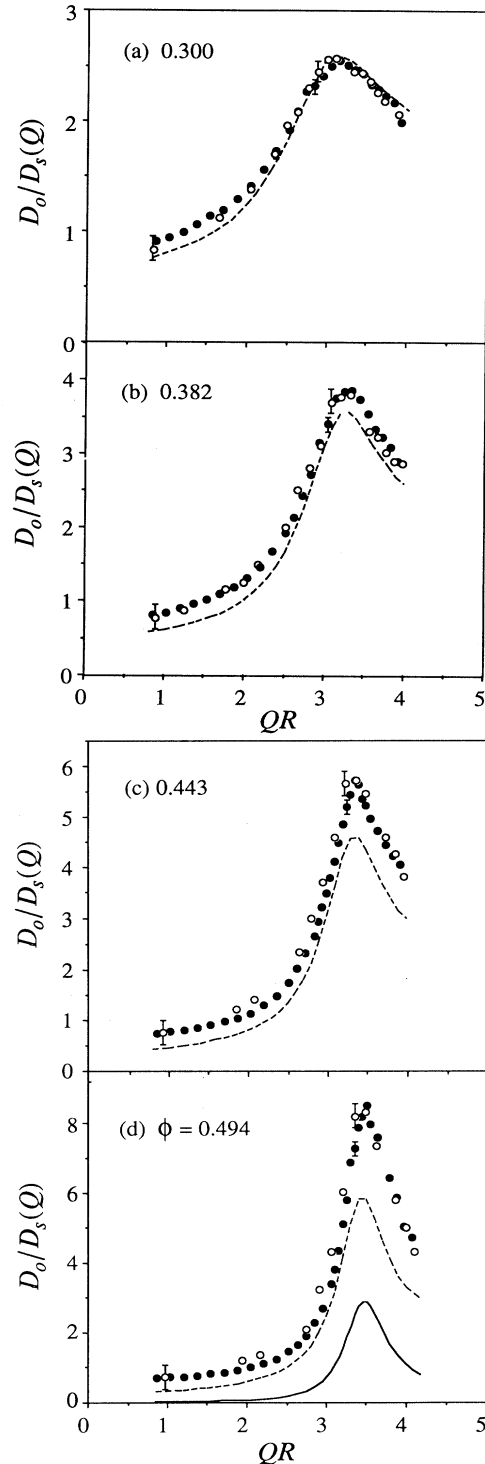 (a) 0.300
3
2
1
0
D_o/D_s(Q)
(b) 0.382
4
3
2
1
0
D_o/D_s(Q)
0 1 2 3 4 5
QR
(c) 0.443
6
5
4
3
2
1
0
D_o/D_s(Q)
(d) ϕ = 0.494
8
6
4
2
0
D_o/D_s(Q)
0 1 2 3 4 5
QR